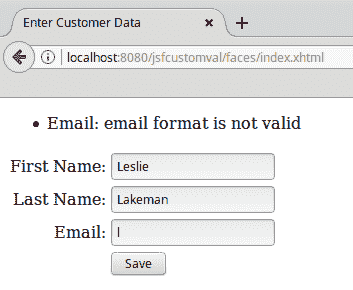 Enter Customer Data
localhost:8080/jsfcustomval/faces/index.xhtml
Email: email format is not valid
First Name: Leslie
Last Name: Lakeman
Email: l
Save